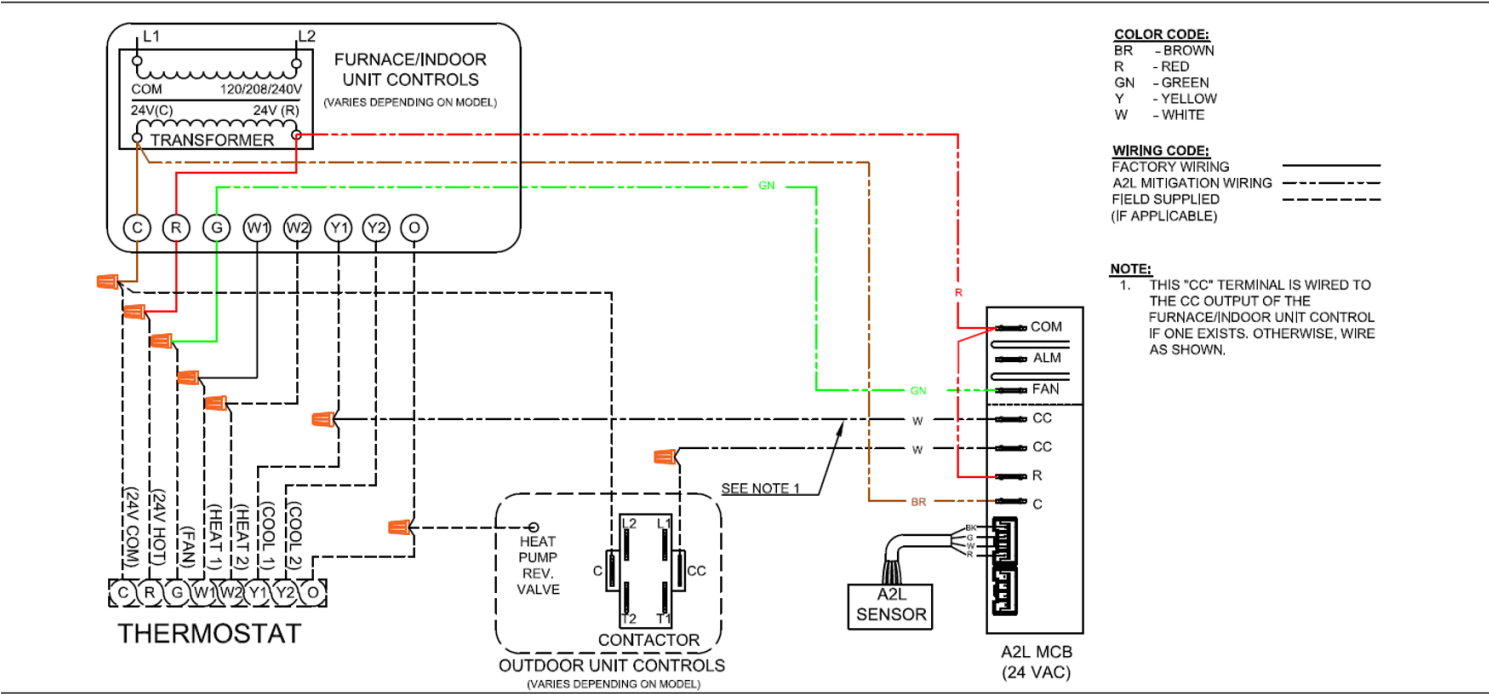 L1
L2
COM
120/208/240V
24V(C)
24V (R)
TRANSFORMER
FURNACE/INDOOR
UNIT CONTROLS
(VARIES DEPENDING ON MODEL)
C
R
G
W1
W2
Y1
Y2
O
GN
R
GN
W
W
BR
SEE NOTE 1
(24V COM)
(24V HOT)
(FAN)
(HEAT 1)
(HEAT 2)
(COOL 1)
(COOL 2)
C
R
G
W1
W2
Y1
Y2
O
THERMOSTAT
HEAT
PUMP
REV.
VALVE
L2
L1
C
CC
T2
T1
CONTACTOR
OUTDOOR UNIT CONTROLS
(VARIES DEPENDING ON MODEL)
BK
G
W
R
A2L
SENSOR
COM
ALM
FAN
CC
CC
R
C
A2L MCB
(24 VAC)
COLOR CODE:
BR - BROWN
R - RED
GN - GREEN
Y - YELLOW
W - WHITE
WIRING CODE:
FACTORY WIRING
A2L MITIGATION WIRING
FIELD SUPPLIED
(IF APPLICABLE)
NOTE:
1. THIS "CC" TERMINAL IS WIRED TO
THE CC OUTPUT OF THE
FURNACE/INDOOR UNIT CONTROL
IF ONE EXISTS. OTHERWISE, WIRE
AS SHOWN.